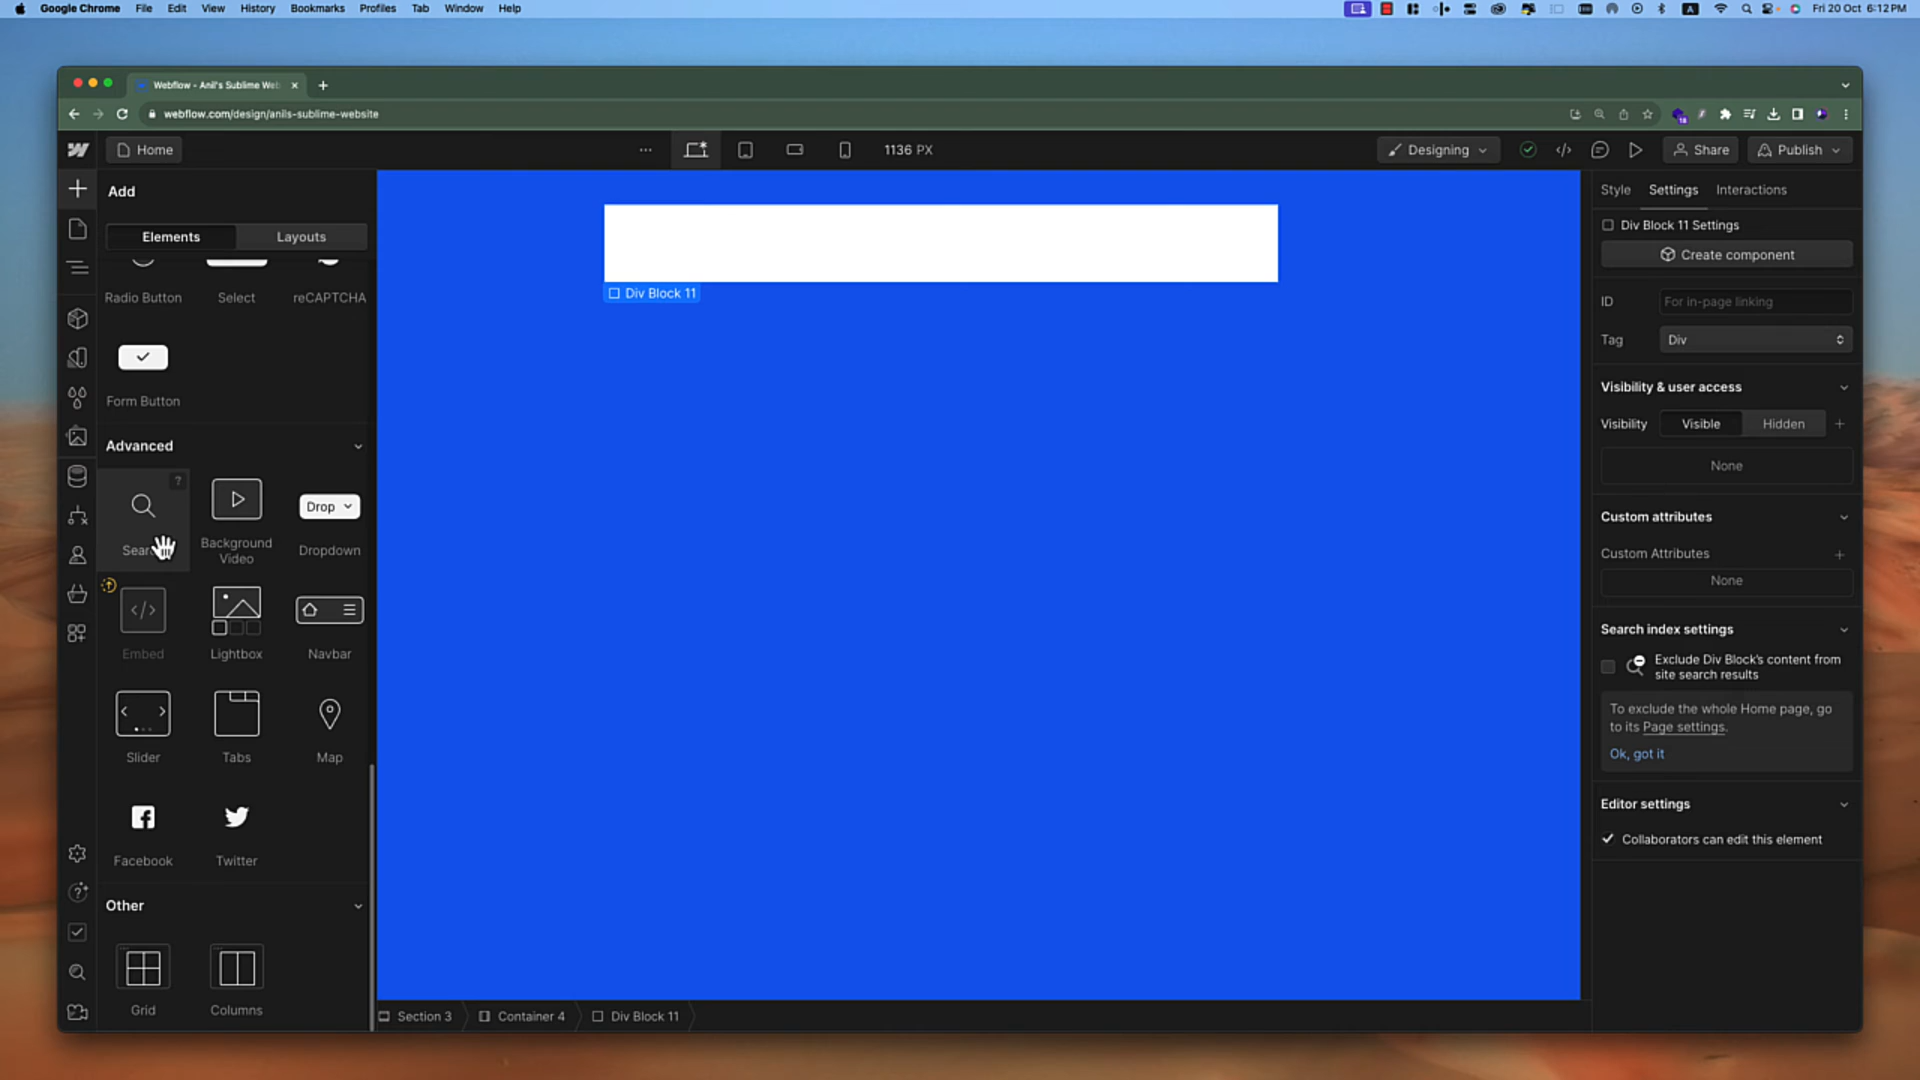 Google Chrome File Edit View History Bookmarks Profiles Tab Window Help
A Fri 20 Oct 6:12 PM
Webflow - Anil's Sublime Web
webflow.com/design/anils-sublime-website
18
Home
1136 PX
Designing
Share
Publish
Add
Elements Layouts
Radio Button Select reCAPTCHA
Form Button
Advanced
?
Drop
Sear
Background
Video
Dropdown
Embed Lightbox Navbar
Slider Tabs Map
Facebook Twitter
Other
Grid Columns
Div Block 11
Section 3 Container 4 Div Block 11
Style Settings Interactions
Div Block 11 Settings
Create component
ID For in-page linking
Tag Div
Visibility & user access
Visibility Visible Hidden
None
Custom attributes
Custom Attributes
None
Search index settings
Exclude Div Block's content from
site search results
To exclude the whole Home page, go
to its Page settings.
Ok, got it
Editor settings
Collaborators can edit this element